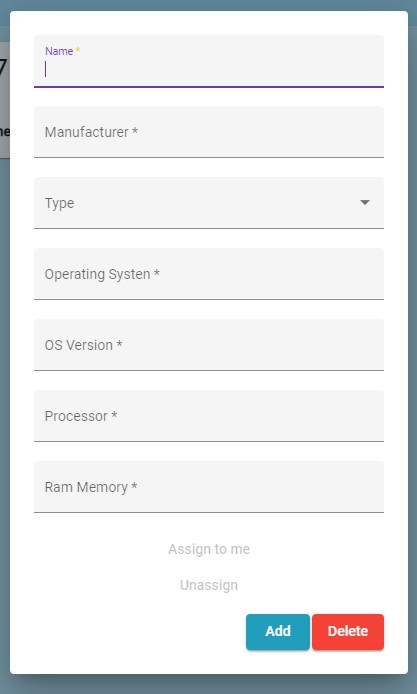 7
Name *
ne
Manufacturer *
Type
Operating Systen *
OS Version *
Processor *
Ram Memory *
Assign to me
Unassign
Add Delete